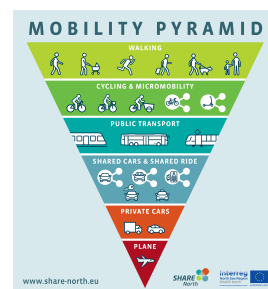 MOBILITY PYRAMID
WALKING
CYCLING & MICROMOBILITY
PUBLIC TRANSPORT
SHARED CARS & SHARED RIDE
PRIVATE CARS
PLANE
www.share-north.eu
SHARE
North
Interreg
North Sea Region